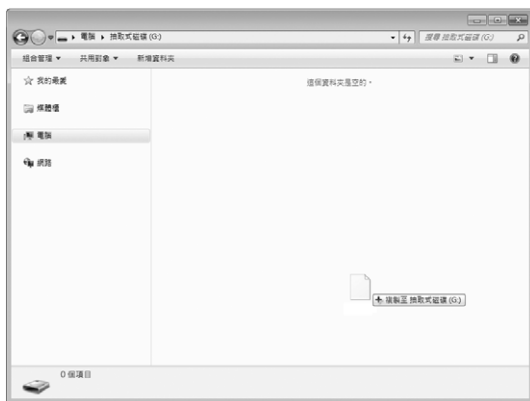 電腦 ▸ 抽取式磁碟 (G:)
搜尋 抽取式磁碟 (G:)
組合管理 ▼ 共用對象 ▼ 新增資料夾
我的最愛
這個資料夾是空的。
媒體櫃
電腦
網路
複製至 抽取式磁碟 (G:)
0 個項目